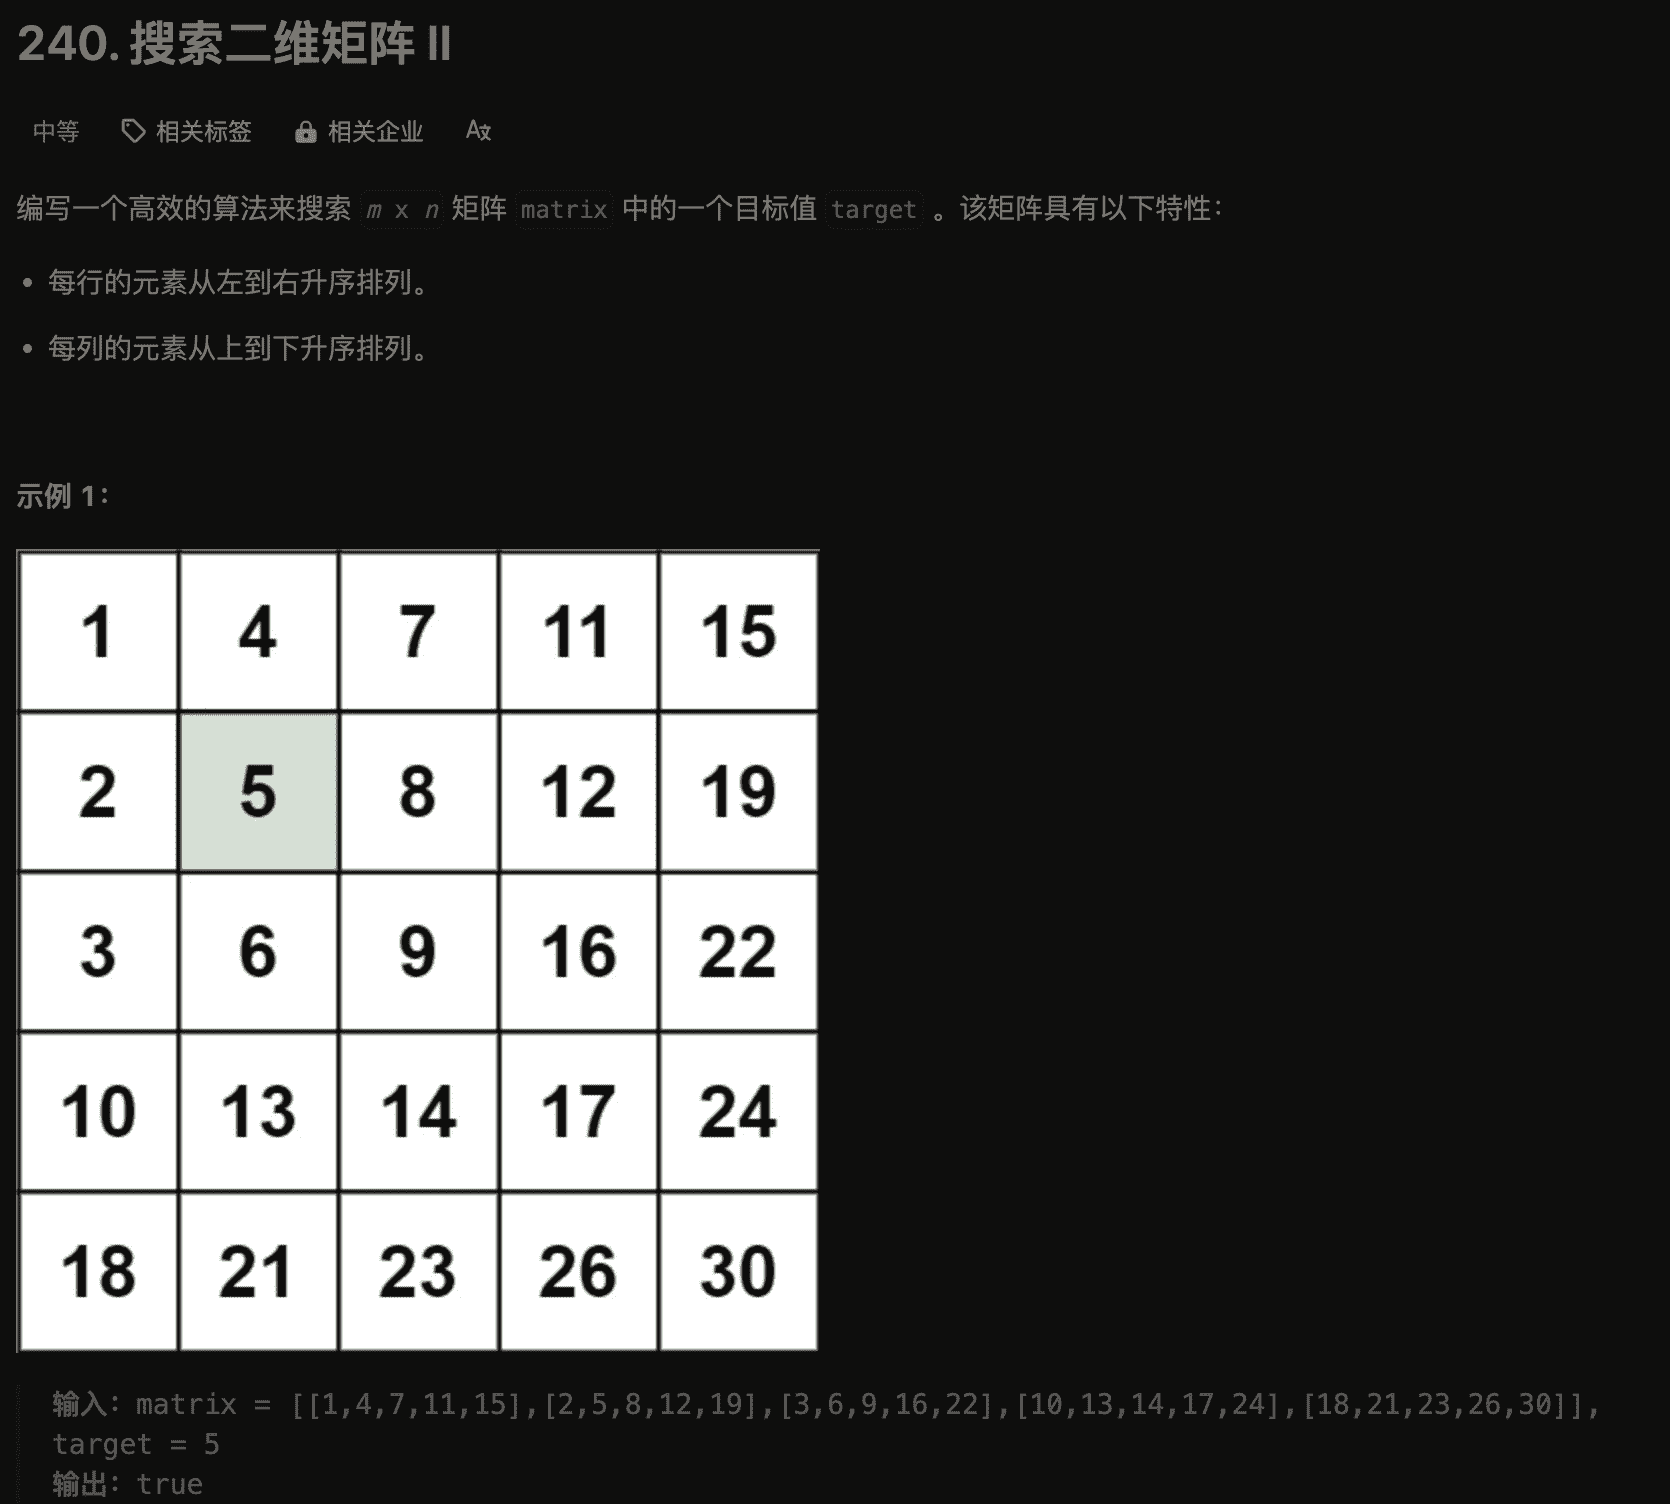 240. 搜索二维矩阵 II
中等 相关标签 相关企业 A文
编写一个高效的算法来搜索 m x n 矩阵 matrix 中的一个目标值 target 。该矩阵具有以下特性：
• 每行的元素从左到右升序排列。
• 每列的元素从上到下升序排列。
示例 1：
1 4 7 11 15
2 5 8 12 19
3 6 9 16 22
10 13 14 17 24
18 21 23 26 30
输入：matrix = [[1,4,7,11,15],[2,5,8,12,19],[3,6,9,16,22],[10,13,14,17,24],[18,21,23,26,30]],
target = 5
输出：true